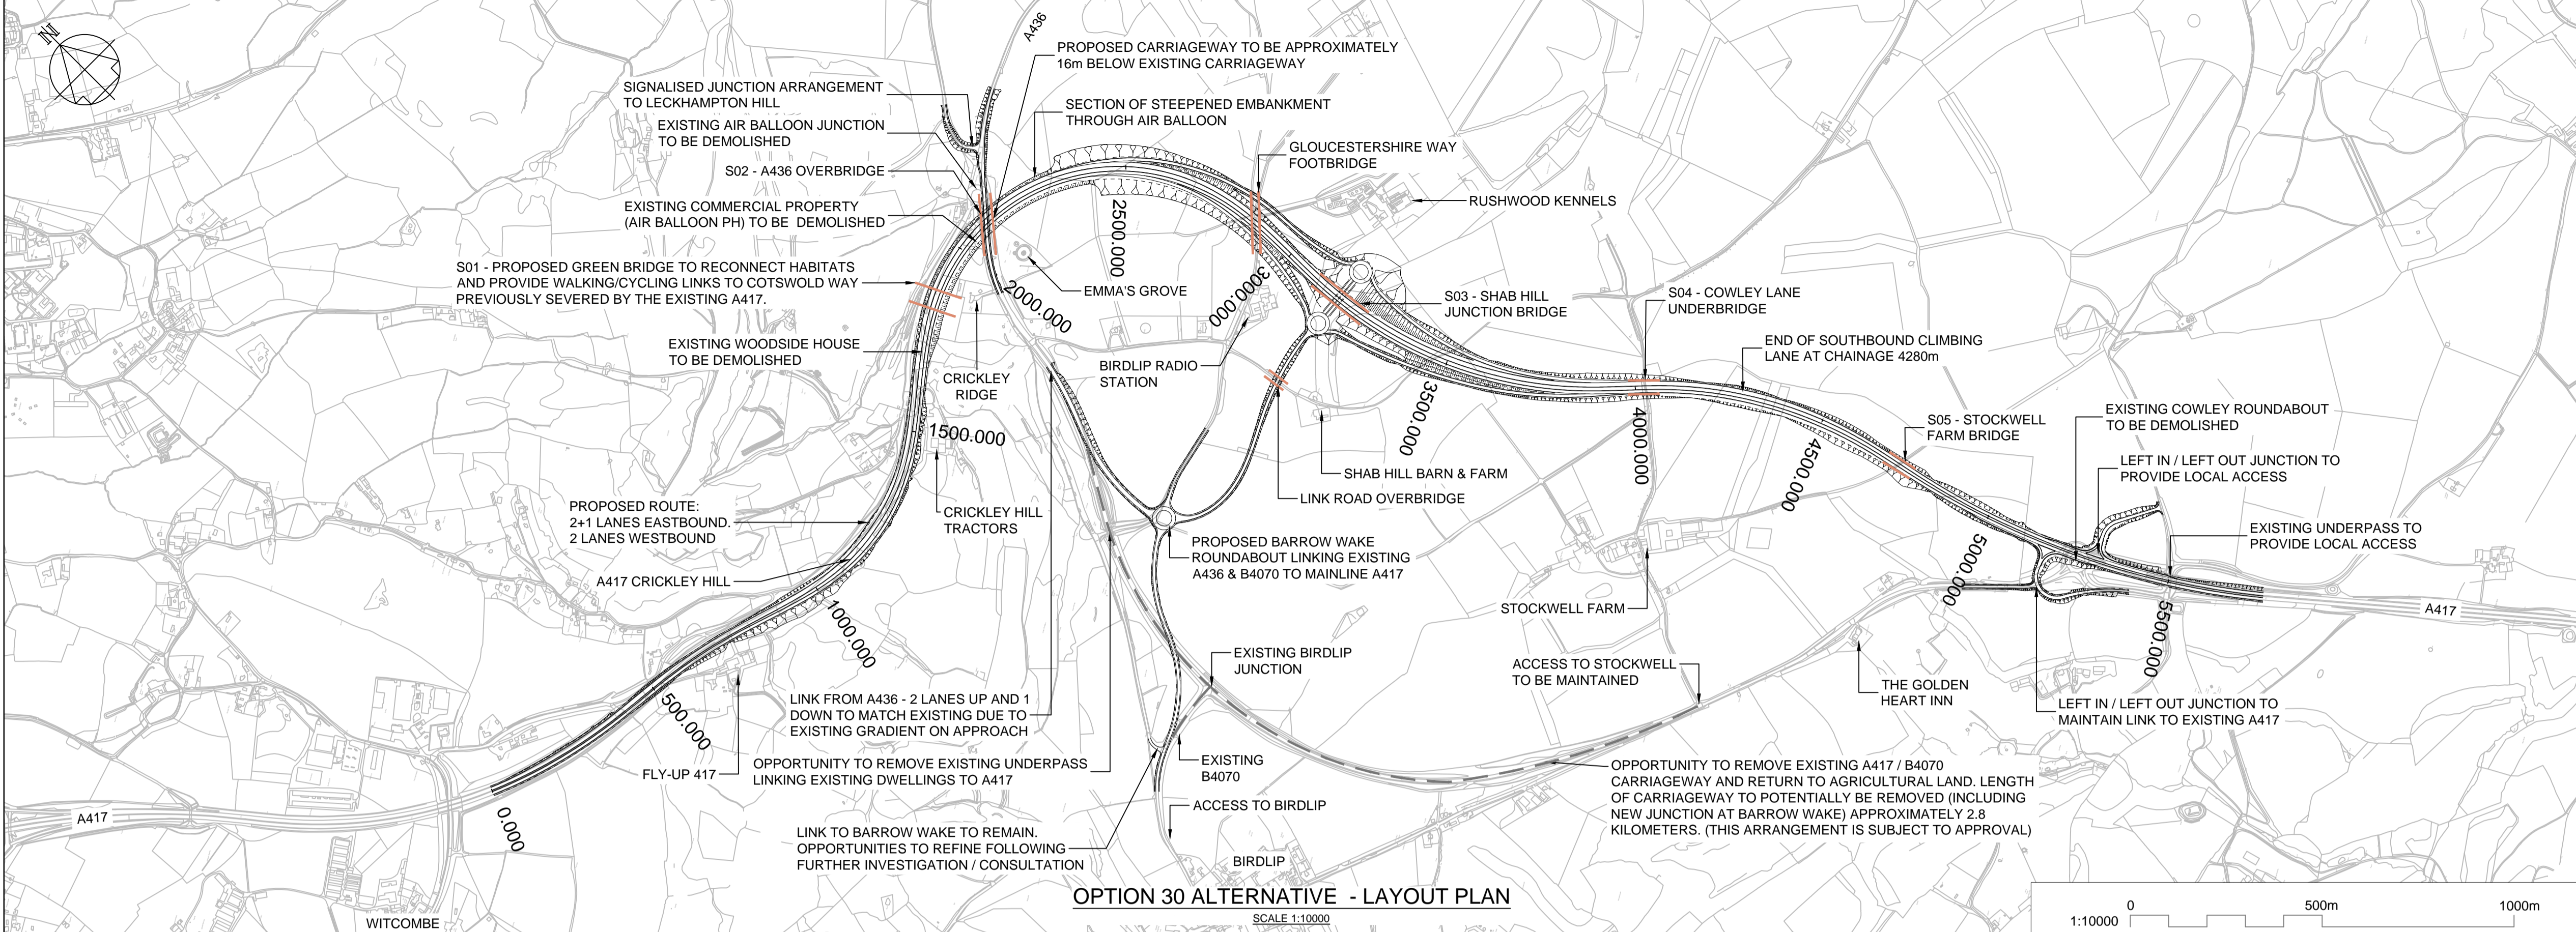 N
A436
PROPOSED CARRIAGEWAY TO BE APPROXIMATELY
16m BELOW EXISTING CARRIAGEWAY
SIGNALISED JUNCTION ARRANGEMENT
TO LECKHAMPTON HILL
SECTION OF STEEPENED EMBANKMENT
THROUGH AIR BALLOON
EXISTING AIR BALLOON JUNCTION
TO BE DEMOLISHED
GLOUCESTERSHIRE WAY
FOOTBRIDGE
S02 - A436 OVERBRIDGE
RUSHWOOD KENNELS
EXISTING COMMERCIAL PROPERTY
(AIR BALLOON PH) TO BE DEMOLISHED
S01 - PROPOSED GREEN BRIDGE TO RECONNECT HABITATS
AND PROVIDE WALKING/CYCLING LINKS TO COTSWOLD WAY
PREVIOUSLY SEVERED BY THE EXISTING A417.
EMMA'S GROVE
2500.000
2000.000
3000.000
S03 - SHAB HILL
JUNCTION BRIDGE
S04 - COWLEY LANE
UNDERBRIDGE
EXISTING WOODSIDE HOUSE
TO BE DEMOLISHED
END OF SOUTHBOUND CLIMBING
LANE AT CHAINAGE 4280m
CRICKLEY
RIDGE
BIRDLIP RADIO
STATION
3500.000
4000.000
1500.000
4500.000
S05 - STOCKWELL
FARM BRIDGE
EXISTING COWLEY ROUNDABOUT
TO BE DEMOLISHED
LEFT IN / LEFT OUT JUNCTION TO
PROVIDE LOCAL ACCESS
SHAB HILL BARN & FARM
LINK ROAD OVERBRIDGE
PROPOSED ROUTE:
2+1 LANES EASTBOUND.
2 LANES WESTBOUND
CRICKLEY HILL
TRACTORS
EXISTING UNDERPASS TO
PROVIDE LOCAL ACCESS
PROPOSED BARROW WAKE
ROUNDABOUT LINKING EXISTING
A436 & B4070 TO MAINLINE A417
A417 CRICKLEY HILL
5000.000
STOCKWELL FARM
A417
1000.000
5500.000
EXISTING BIRDLIP
JUNCTION
ACCESS TO STOCKWELL
TO BE MAINTAINED
THE GOLDEN
HEART INN
LEFT IN / LEFT OUT JUNCTION TO
MAINTAIN LINK TO EXISTING A417
500.000
LINK FROM A436 - 2 LANES UP AND 1
DOWN TO MATCH EXISTING DUE TO
EXISTING GRADIENT ON APPROACH
FLY-UP 417
OPPORTUNITY TO REMOVE EXISTING UNDERPASS
LINKING EXISTING DWELLINGS TO A417
EXISTING
B4070
OPPORTUNITY TO REMOVE EXISTING A417 / B4070
CARRIAGEWAY AND RETURN TO AGRICULTURAL LAND. LENGTH
OF CARRIAGEWAY TO POTENTIALLY BE REMOVED (INCLUDING
NEW JUNCTION AT BARROW WAKE) APPROXIMATELY 2.8
KILOMETERS. (THIS ARRANGEMENT IS SUBJECT TO APPROVAL)
ACCESS TO BIRDLIP
A417
0.000
LINK TO BARROW WAKE TO REMAIN.
OPPORTUNITIES TO REFINE FOLLOWING
FURTHER INVESTIGATION / CONSULTATION
BIRDLIP
WITCOMBE
OPTION 30 ALTERNATIVE - LAYOUT PLAN
SCALE 1:10000
1:10000
0
500m
1000m